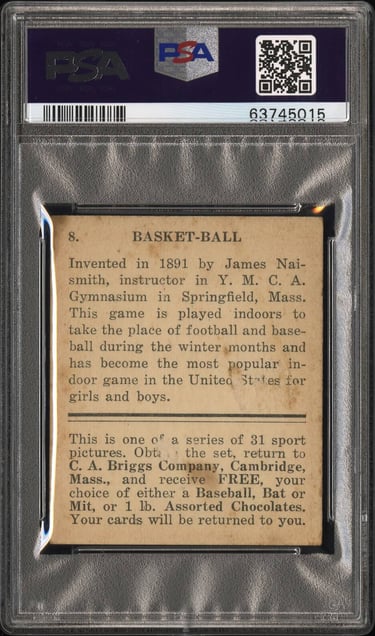 PSA
PSA
63745015
8. BASKET-BALL
Invented in 1891 by James Nai-
smith, instructor in Y. M. C. A.
Gymnasium in Springfield, Mass.
This game is played indoors to
take the place of football and base-
ball during the winter months and
has become the most popular in-
door game in the United States for
girls and boys.
This is one of a series of 31 sport
pictures. Obt the set, return to
C. A. Briggs Company, Cambridge,
Mass., and receive FREE, your
choice of either a Baseball, Bat or
Mit, or 1 lb. Assorted Chocolates.
Your cards will be returned to you.